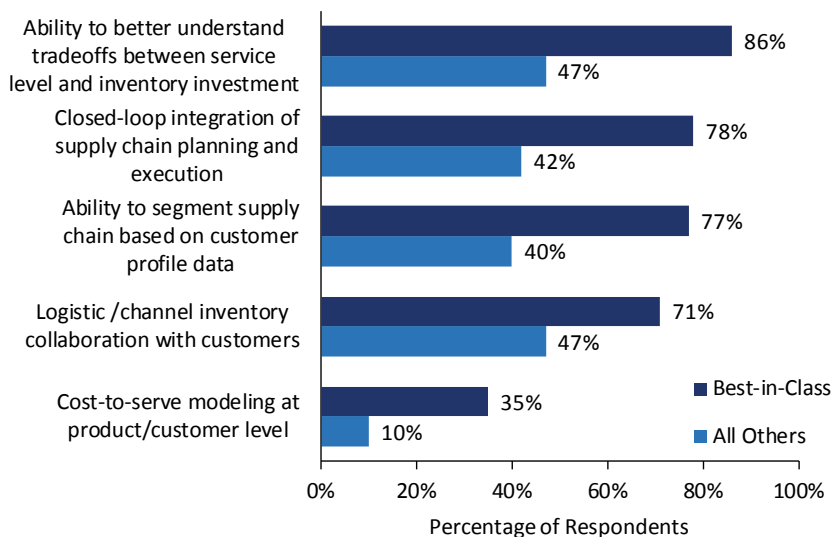 Ability to better understand
tradeoffs between service
level and inventory investment
86%
47%
Closed-loop integration of
supply chain planning and
execution
78%
42%
Ability to segment supply
chain based on customer
profile data
77%
40%
Logistic /channel inventory
collaboration with customers
71%
47%
Cost-to-serve modeling at
product/customer level
35%
10%
Best-in-Class
All Others
0% 20% 40% 60% 80% 100%
Percentage of Respondents